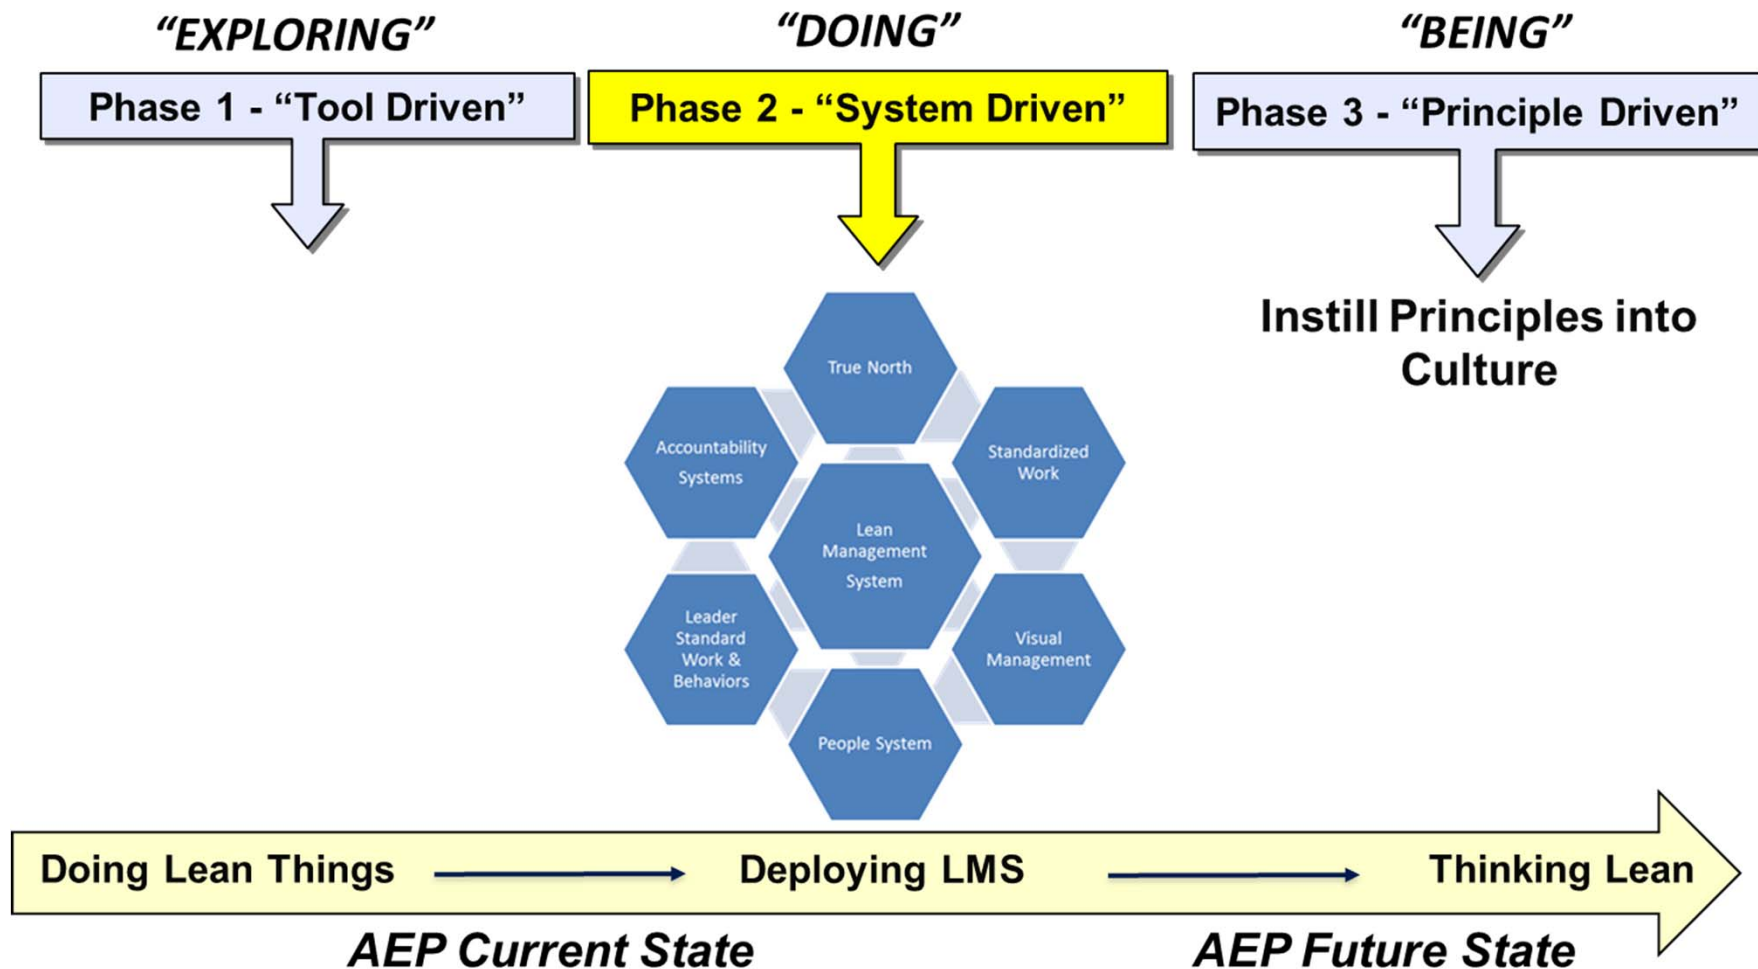 “EXPLORING”
“DOING”
“BEING”
Phase 1 - “Tool Driven”
Phase 2 - “System Driven”
Phase 3 - “Principle Driven”
Instill Principles into
Culture
True North
Accountability
Systems
Standardized
Work
Lean
Management
System
Leader
Standard
Work &
Behaviors
Visual
Management
People System
Doing Lean Things
Deploying LMS
Thinking Lean
AEP Current State
AEP Future State